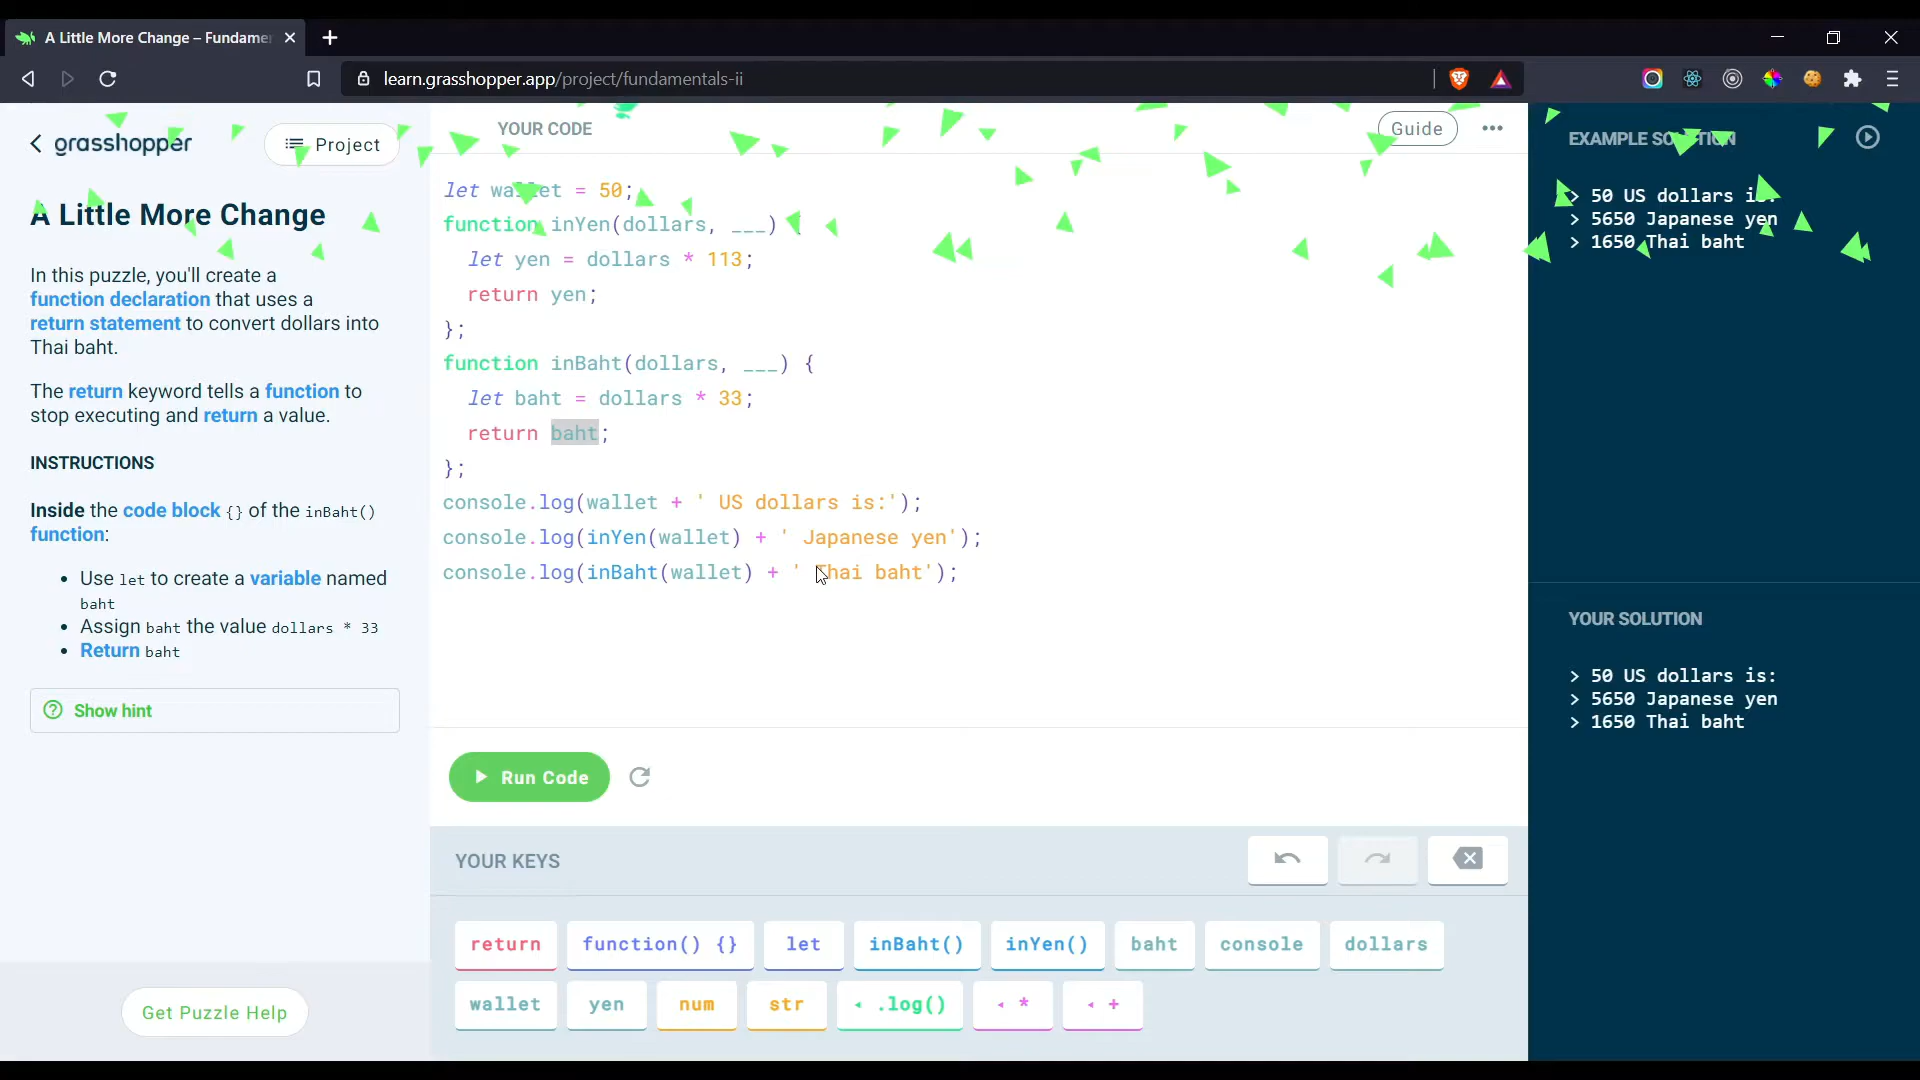 A Little More Change – Fundame
learn.grasshopper.app/project/fundamentals-ii
grasshopper
Project
A Little More Change
In this puzzle, you'll create a
function declaration that uses a
return statement to convert dollars into
Thai baht.
The return keyword tells a function to
stop executing and return a value.
INSTRUCTIONS
Inside the code block {} of the inBaht()
function:
• Use let to create a variable named
baht
• Assign baht the value dollars * 33
• Return baht
Show hint
Get Puzzle Help
YOUR CODE
Guide
let wallet = 50;
function inYen(dollars, ___) {
let yen = dollars * 113;
return yen;
};
function inBaht(dollars, ___) {
let baht = dollars * 33;
return baht;
};
console.log(wallet + ' US dollars is:');
console.log(inYen(wallet) + ' Japanese yen');
console.log(inBaht(wallet) + ' Thai baht');
Run Code
YOUR KEYS
return function() {} let inBaht() inYen() baht console dollars
wallet yen num str .log() * +
EXAMPLE SOLUTION
> 50 US dollars is:
> 5650 Japanese yen
> 1650 Thai baht
YOUR SOLUTION
> 50 US dollars is:
> 5650 Japanese yen
> 1650 Thai baht